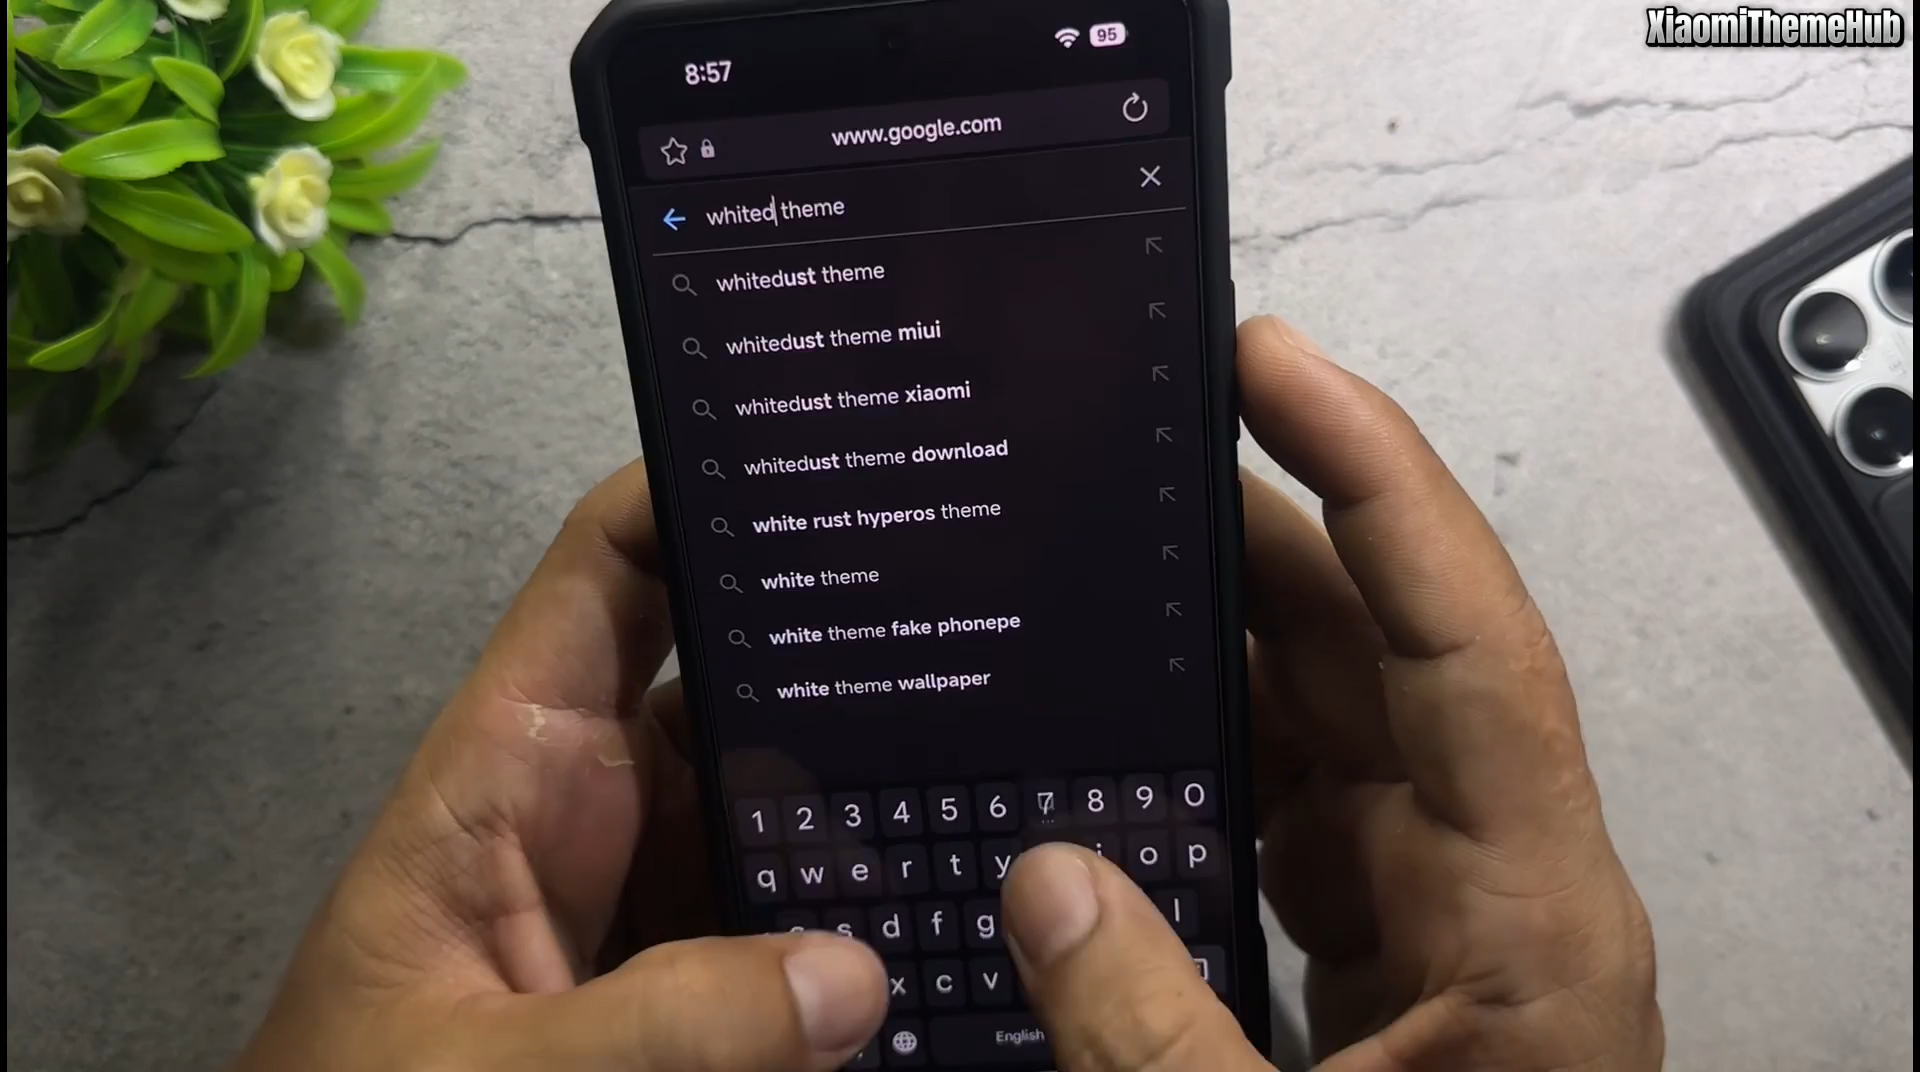 XiaomiThemeHub
8:57
95
www.google.com
whited theme
whitedust theme
whitedust theme miui
whitedust theme xiaomi
whitedust theme download
white rust hyperos theme
white theme
white theme fake phonepe
white theme wallpaper
1 2 3 4 5 6 7 8 9 0
q w e r t y i o p
s d f g l
x c v
, English